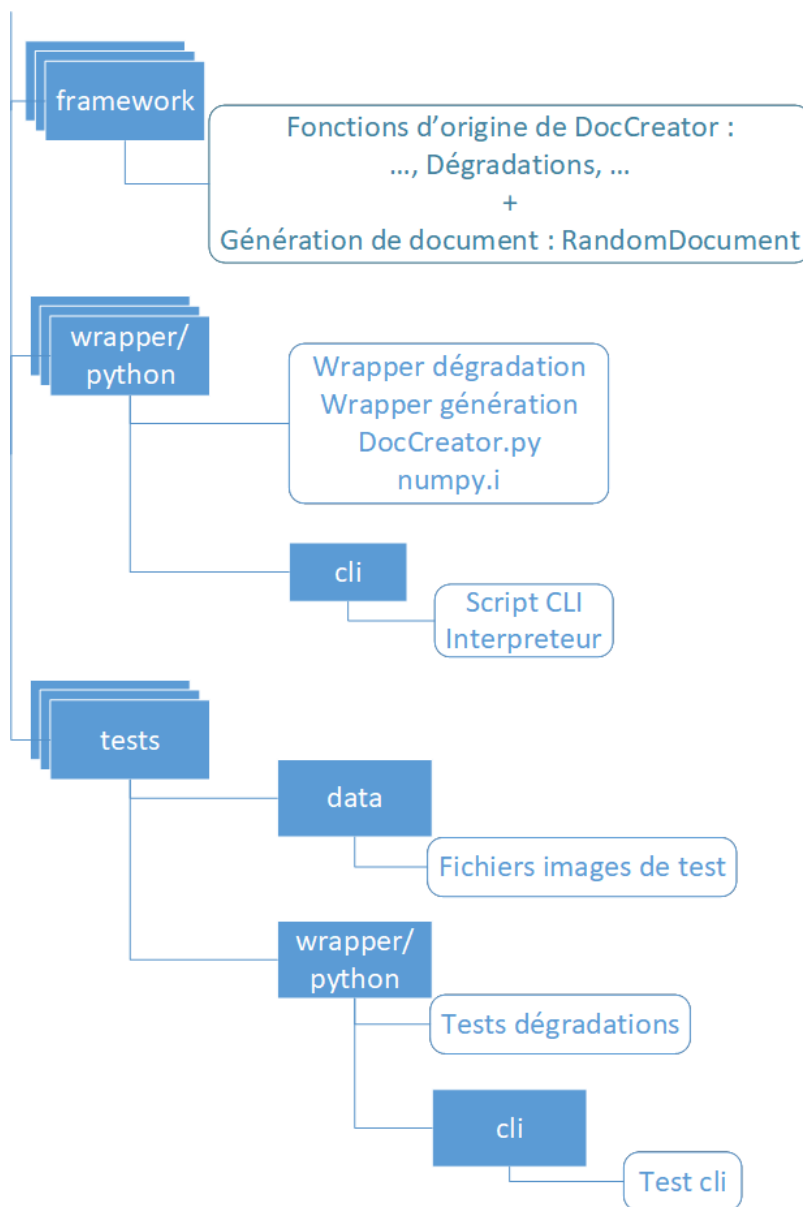 framework
Fonctions d'origine de DocCreator :
..., Dégradations, ...
+
Génération de document : RandomDocument
wrapper/
python
Wrapper dégradation
Wrapper génération
DocCreator.py
numpy.i
cli
Script CLI
Interpreteur
tests
data
Fichiers images de test
wrapper/
python
Tests dégradations
cli
Test cli